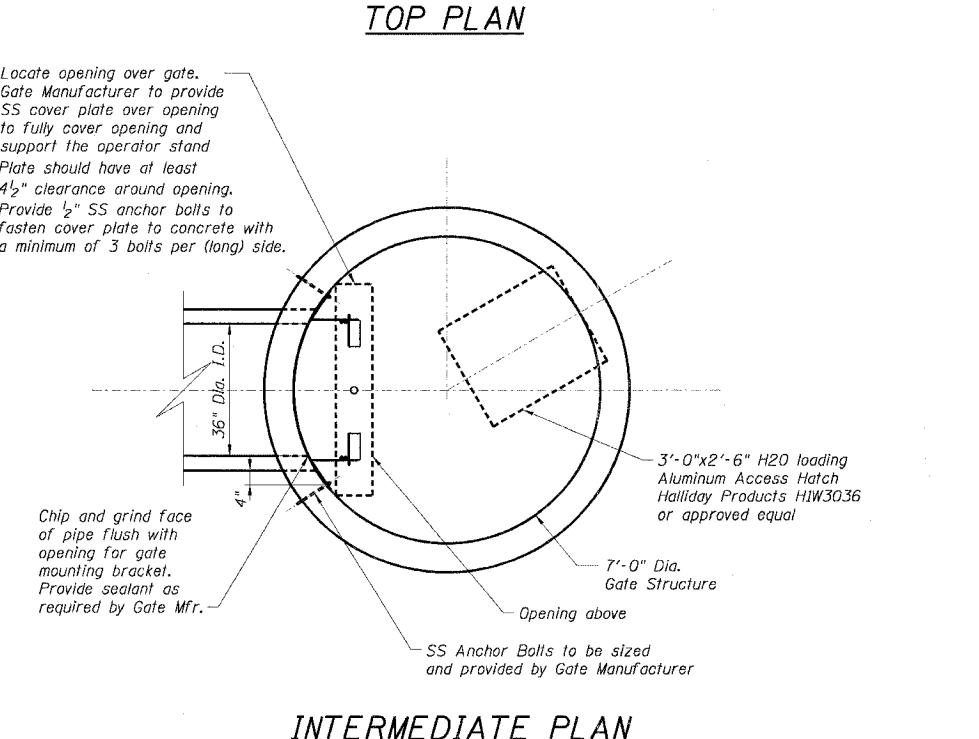 TOP PLAN
Locate opening over gate.
Gate Manufacturer to provide
SS cover plate over opening
to fully cover opening and
support the operator stand
Plate should have at least
4½" clearance around opening.
Provide ½" SS anchor bolts to
fasten cover plate to concrete with
a minimum of 3 bolts per (long) side.
36" Dia. I.D.
4"
Chip and grind face
of pipe flush with
opening for gate
mounting bracket.
Provide sealant as
required by Gate Mfr.
3'-0"x2'-6" H20 loading
Aluminum Access Hatch
Halliday Products H1W3036
or approved equal
7'-0" Dia.
Gate Structure
Opening above
SS Anchor Bolts to be sized
and provided by Gate Manufacturer
INTERMEDIATE PLAN